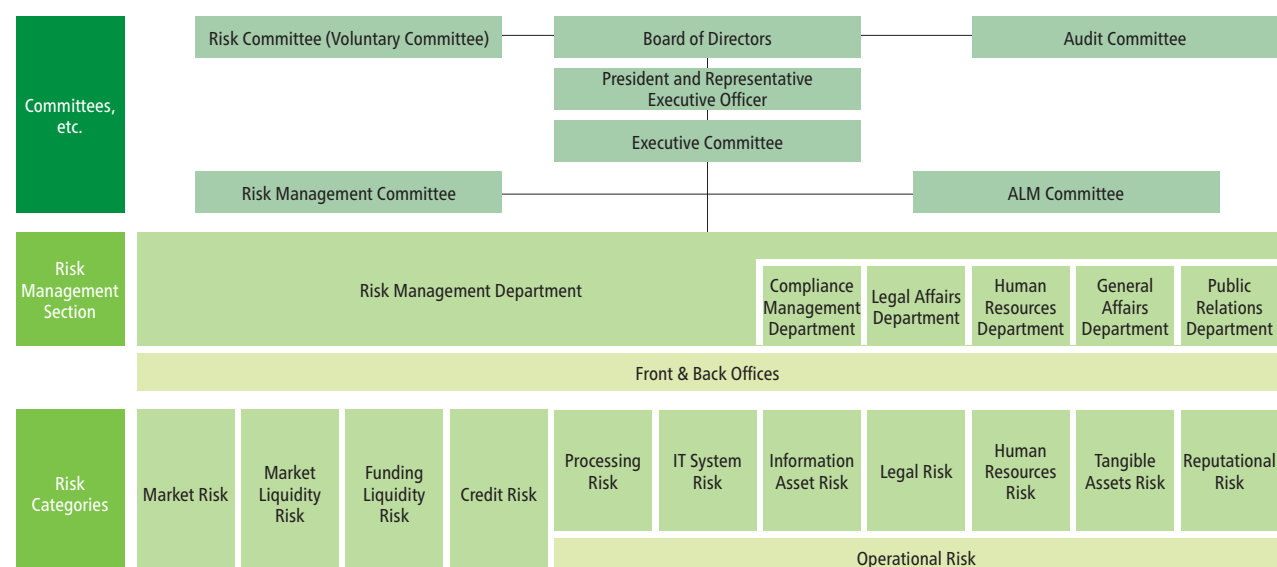 Committees,
etc.
Risk Committee (Voluntary Committee)
Board of Directors
Audit Committee
President and Representative
Executive Officer
Executive Committee
Risk Management Committee
ALM Committee
Risk
Management
Section
Risk Management Department
Compliance
Management
Department
Legal Affairs
Department
Human
Resources
Department
General
Affairs
Department
Public
Relations
Department
Front & Back Offices
Risk
Categories
Market Risk
Market
Liquidity
Risk
Funding
Liquidity
Risk
Credit Risk
Processing
Risk
IT System
Risk
Information
Asset Risk
Legal Risk
Human
Resources
Risk
Tangible
Assets Risk
Reputational
Risk
Operational Risk